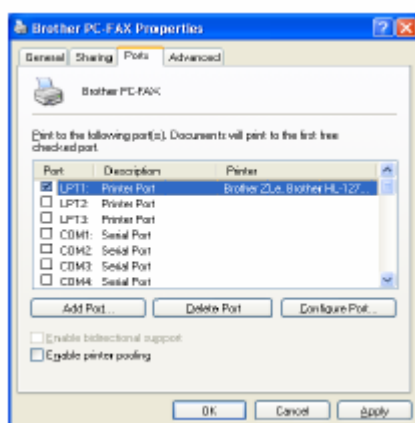 Brother PC-FAX Properties
General Sharing Ports Advanced
Brother PC-FAX
Print to the following port(s). Documents will print to the first free
checked port.
Port Description Printer
LPT1: Printer Port Brother ZLe, Brother HL-127...
LPT2: Printer Port
LPT3: Printer Port
COM1: Serial Port
COM2: Serial Port
COM3: Serial Port
COM4: Serial Port
Add Port... Delete Port Configure Port...
Enable bidirectional support
Enable printer pooling
OK Cancel Apply